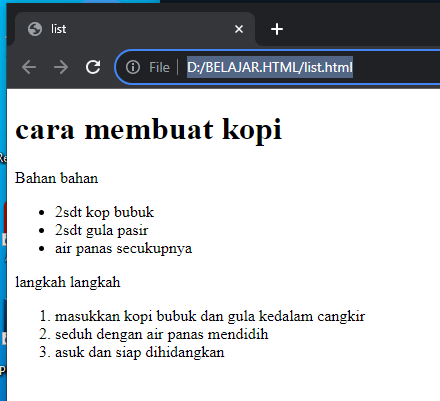 list
File
D:/BELAJAR.HTML/list.html
cara membuat kopi
Bahan bahan
2sdt kop bubuk
2sdt gula pasir
air panas secukupnya
langkah langkah
1. masukkan kopi bubuk dan gula kedalam cangkir
2. seduh dengan air panas mendidih
3. asuk dan siap dihidangkan